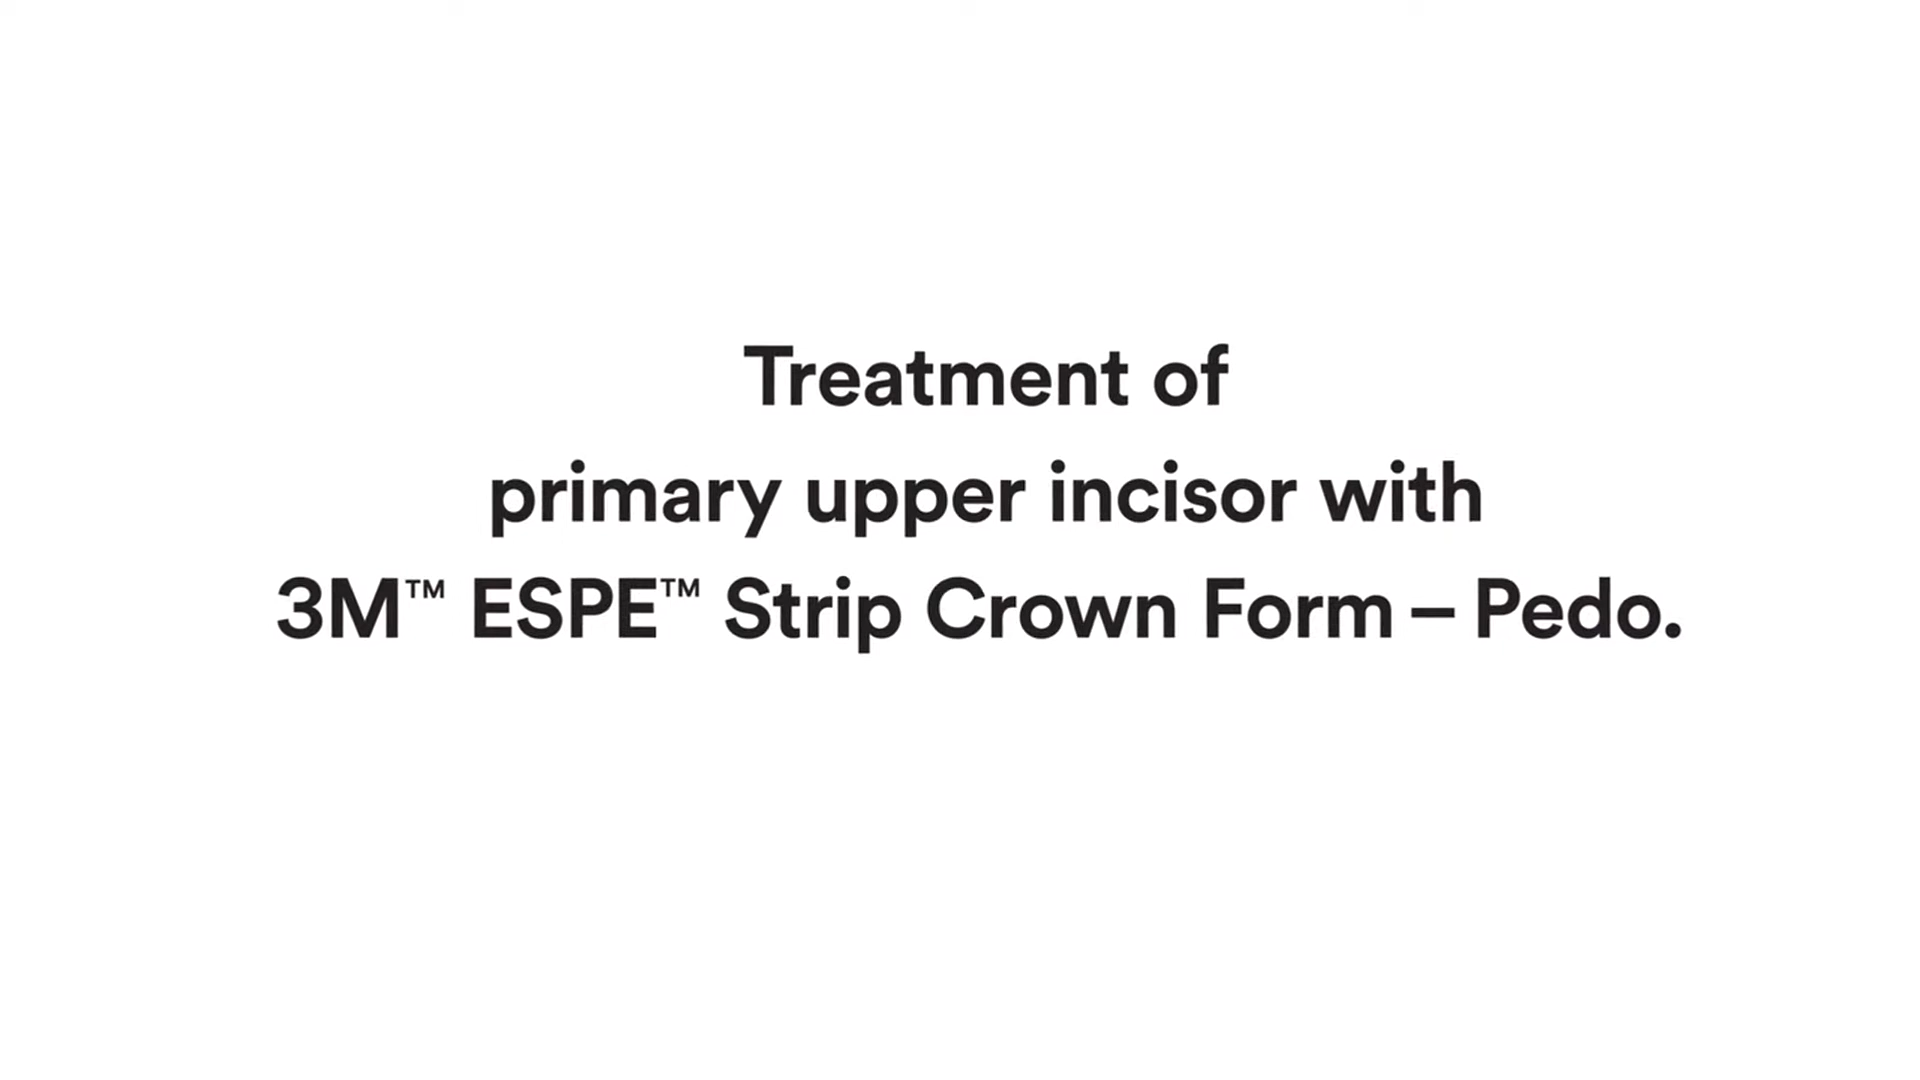 Treatment of
primary upper incisor with
3M™ ESPE™ Strip Crown Form – Pedo.